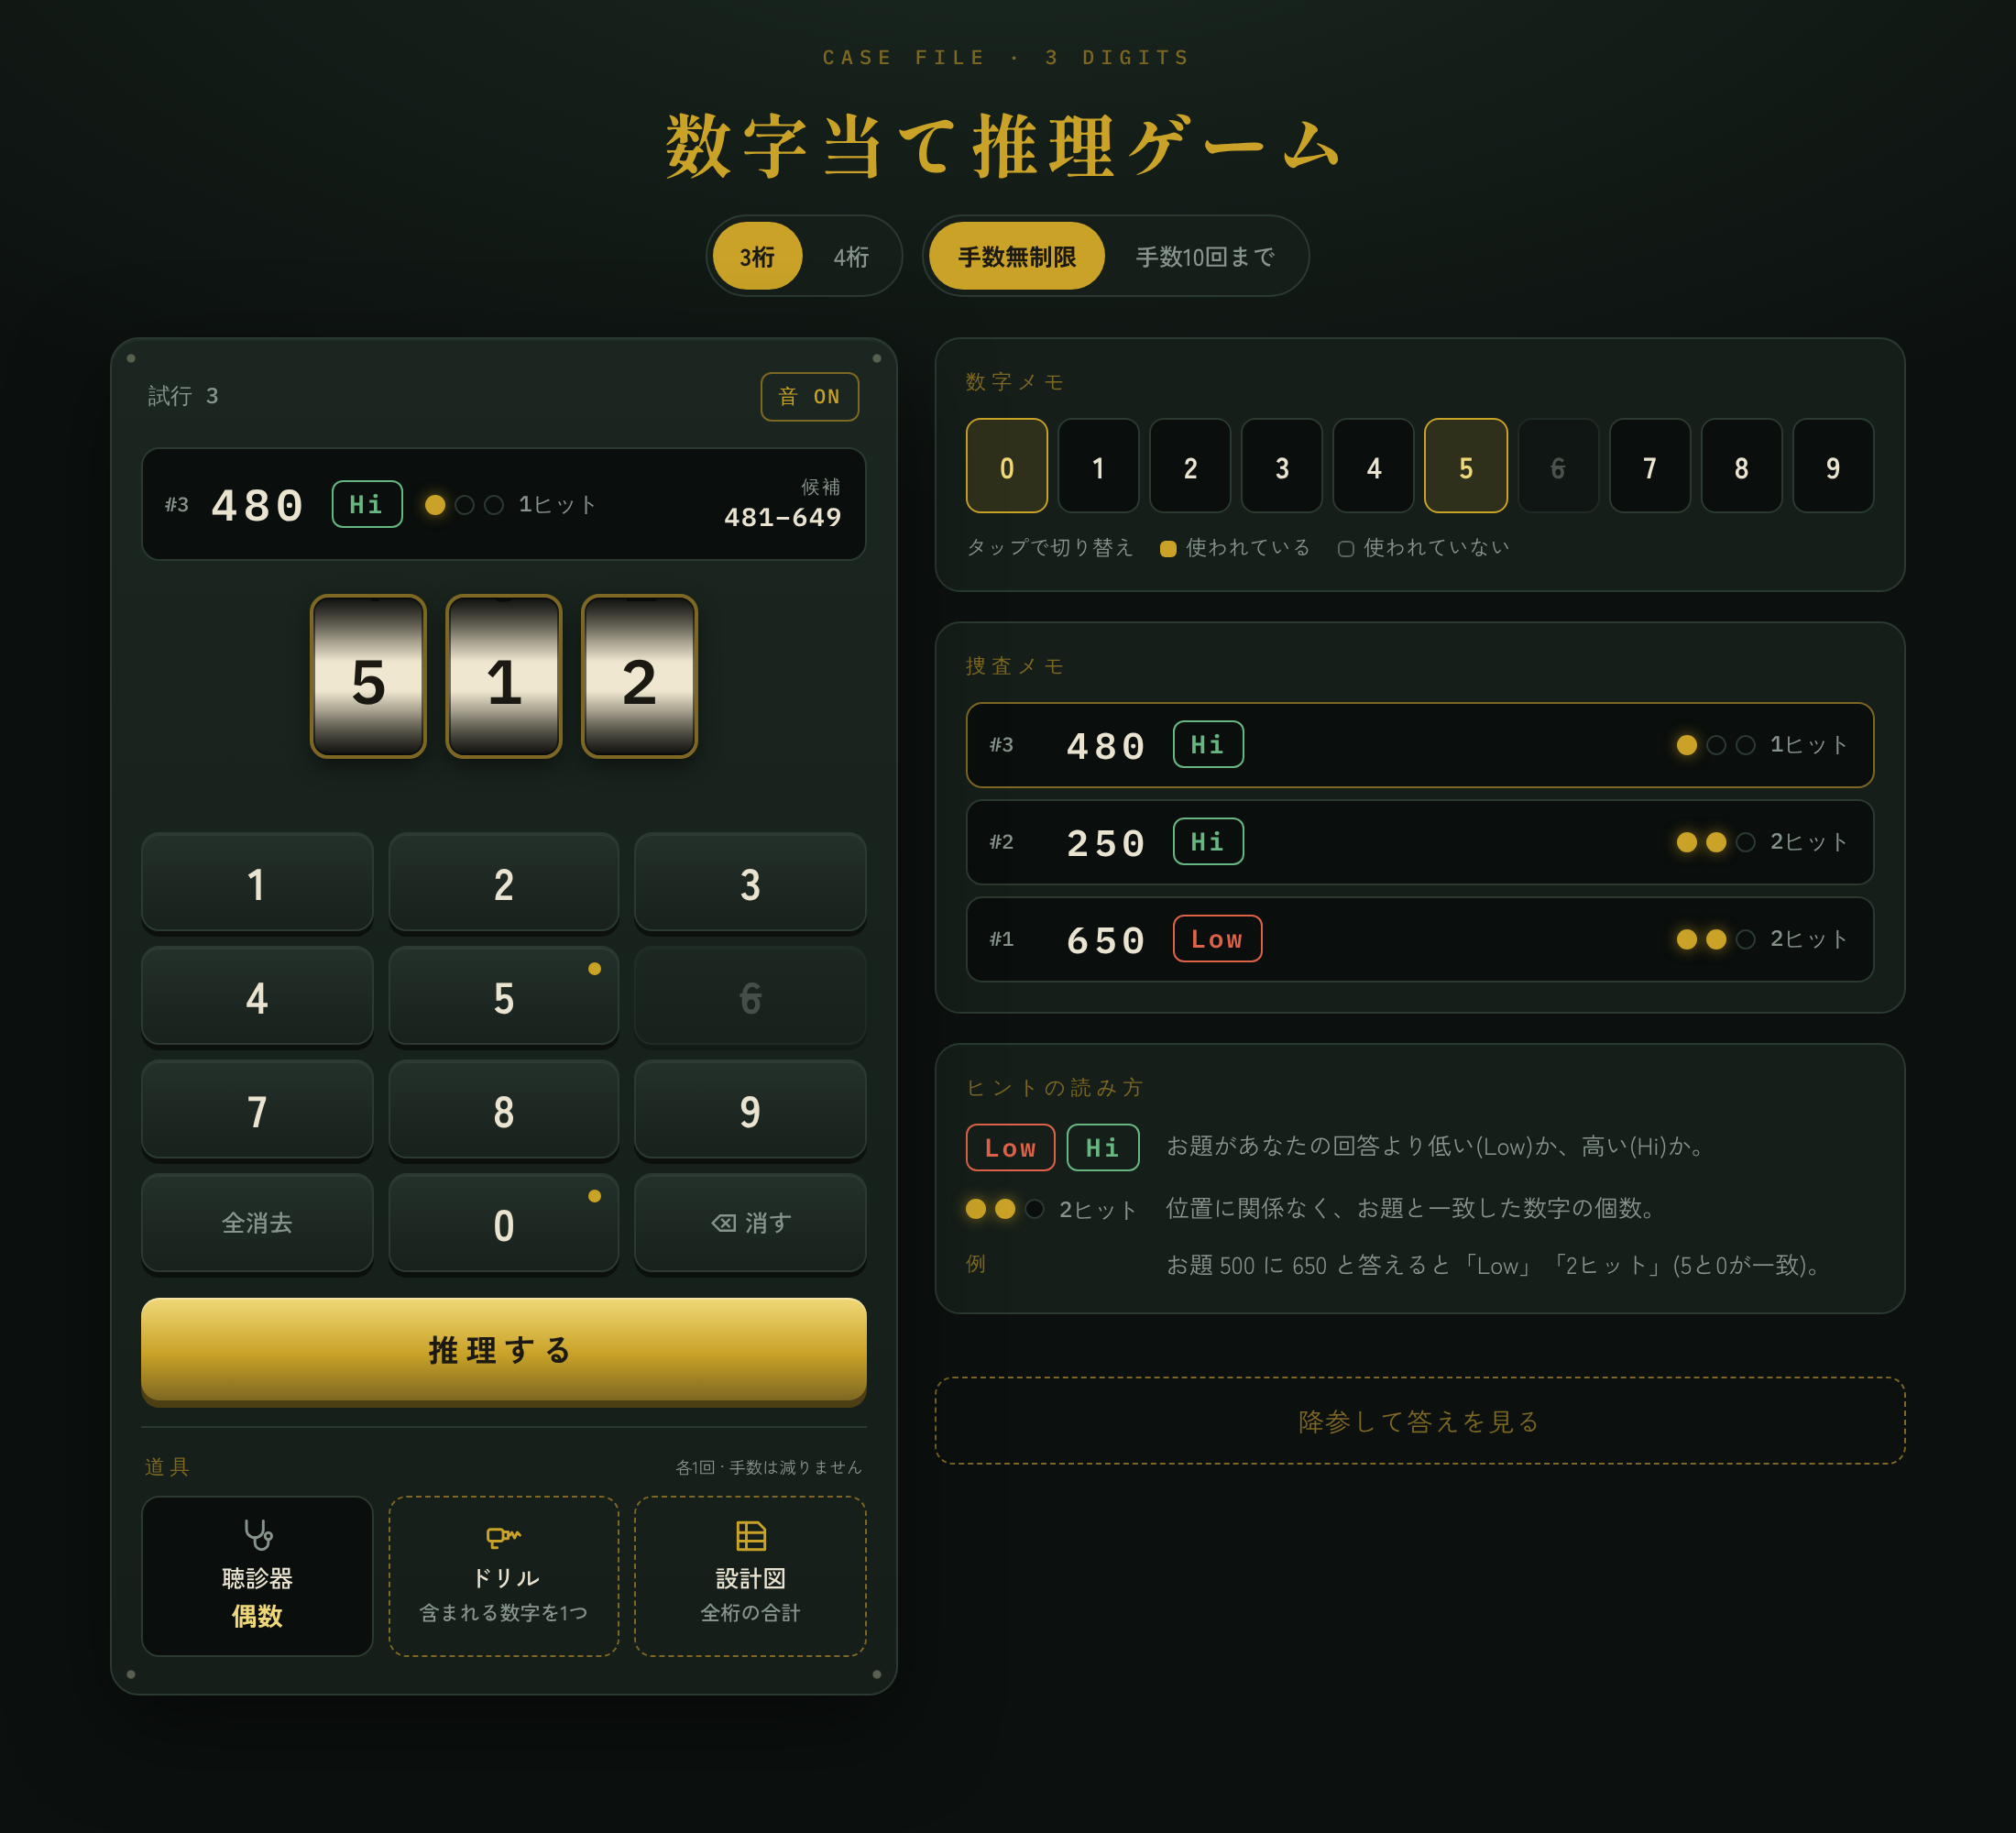 CASE FILE · 3 DIGITS
数字当て推理ゲーム
3桁 4桁 手数無制限 手数10回まで
試行 3 音 ON
#3 480 Hi 1ヒット 候補 481–649
5 1 2
1 2 3
4 5 6
7 8 9
全消去 0 消す
推理する
道具 各1回・手数は減りません
聴診器 ドリル 設計図
偶数 含まれる数字を1つ 全桁の合計
数字メモ
0 1 2 3 4 5 6 7 8 9
タップで切り替え 使われている 使われていない
捜査メモ
#3 480 Hi 1ヒット
#2 250 Hi 2ヒット
#1 650 Low 2ヒット
ヒントの読み方
Low Hi お題があなたの回答より低い(Low)か、高い(Hi)か。
2ヒット 位置に関係なく、お題と一致した数字の個数。
例 お題 500 に 650 と答えると「Low」「2ヒット」(5と0が一致)。
降参して答えを見る